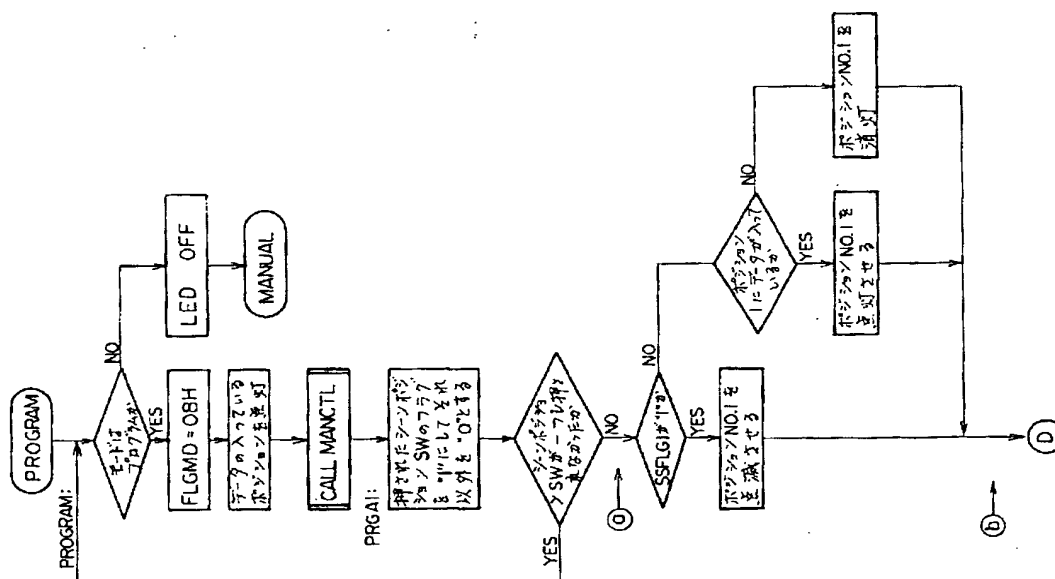 PROGRAM
PROGRAM:
モードは
プログラムか
NO
YES
LED OFF
MANUAL
FLGMD=08H
データの入っている
ポジションを点灯
CALL MANCTL
PRGA1:
押されたシーンポジ
ションSWのフラグ
を"1"にしてそれ
以外を"0"とする
シーンポジショ
ンSWが一つも押さ
れなかったか
YES
NO
a
SSFLG1が"1"か
NO
YES
ポジションNO.1を
点滅させる
ポジション
1にデータが入って
いるか
NO
YES
ポジションNO.1を
点灯させる
ポジションNO.1を
消灯
b
D